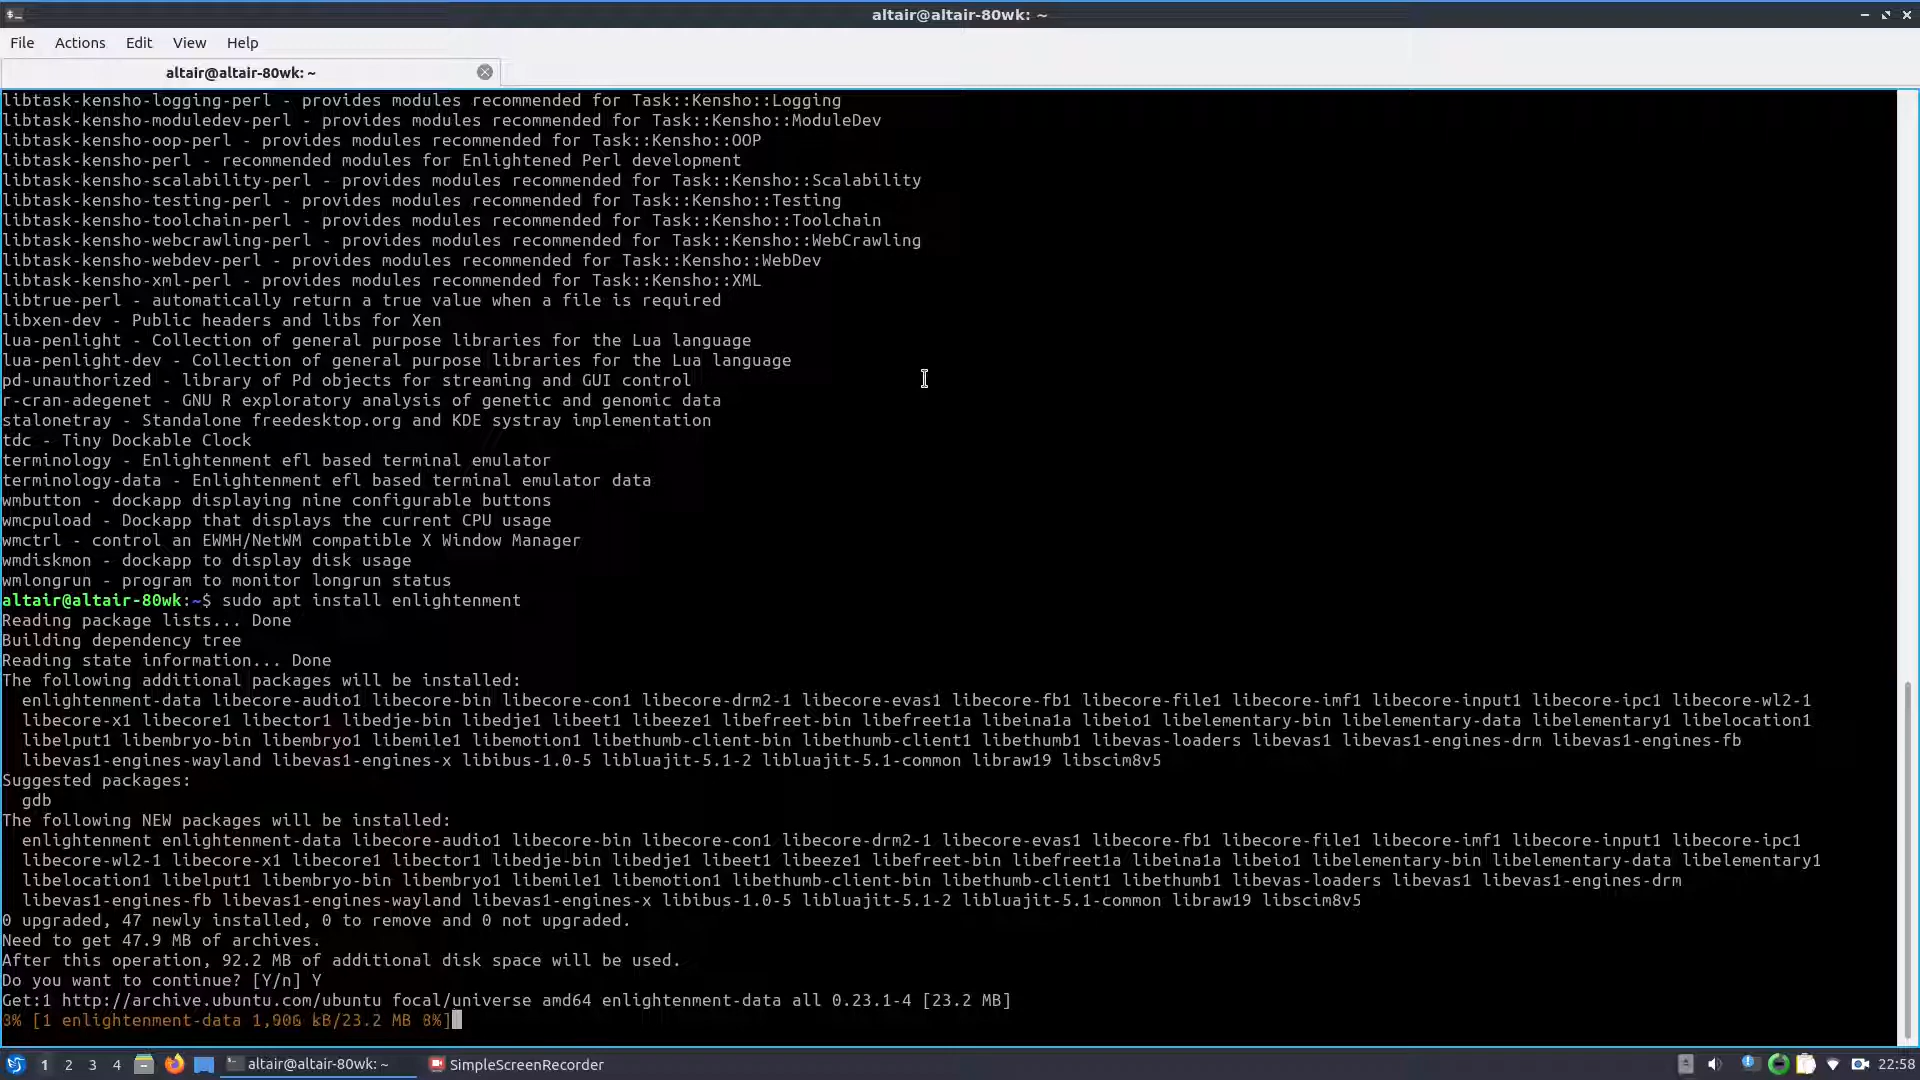 altair@altair-80wk: ~
File Actions Edit View Help
altair@altair-80wk: ~
libtask-kensho-logging-perl - provides modules recommended for Task::Kensho::Logging
libtask-kensho-moduledev-perl - provides modules recommended for Task::Kensho::ModuleDev
libtask-kensho-oop-perl - provides modules recommended for Task::Kensho::OOP
libtask-kensho-perl - recommended modules for Enlightened Perl development
libtask-kensho-scalability-perl - provides modules recommended for Task::Kensho::Scalability
libtask-kensho-testing-perl - provides modules recommended for Task::Kensho::Testing
libtask-kensho-toolchain-perl - provides modules recommended for Task::Kensho::Toolchain
libtask-kensho-webcrawling-perl - provides modules recommended for Task::Kensho::WebCrawling
libtask-kensho-webdev-perl - provides modules recommended for Task::Kensho::WebDev
libtask-kensho-xml-perl - provides modules recommended for Task::Kensho::XML
libtrue-perl - automatically return a true value when a file is required
libxen-dev - Public headers and libs for Xen
lua-penlight - Collection of general purpose libraries for the Lua language
lua-penlight-dev - Collection of general purpose libraries for the Lua language
pd-unauthorized - library of Pd objects for streaming and GUI control
r-cran-adegenet - GNU R exploratory analysis of genetic and genomic data
stalonetray - Standalone freedesktop.org and KDE systray implementation
tdc - Tiny Dockable Clock
terminology - Enlightenment efl based terminal emulator
terminology-data - Enlightenment efl based terminal emulator data
wmbutton - dockapp displaying nine configurable buttons
wmcpuload - Dockapp that displays the current CPU usage
wmctrl - control an EWMH/NetWM compatible X Window Manager
wmdiskmon - dockapp to display disk usage
wmlongrun - program to monitor longrun status
altair@altair-80wk:~$ sudo apt install enlightenment
Reading package lists... Done
Building dependency tree
Reading state information... Done
The following additional packages will be installed:
enlightenment-data libecore-audio1 libecore-bin libecore-con1 libecore-drm2-1 libecore-evas1 libecore-fb1 libecore-file1 libecore-imf1 libecore-input1 libecore-ipc1 libecore-wl2-1
libecore-x1 libecore1 libector1 libedje-bin libedje1 libeet1 libeeze1 libefreet-bin libefreet1a libeina1a libeio1 libelementary-bin libelementary-data libelementary1 libelocation1
libelput1 libembryo-bin libembryo1 libemile1 libemotion1 libethumb-client-bin libethumb-client1 libethumb1 libevas-loaders libevas1 libevas1-engines-drm libevas1-engines-fb
libevas1-engines-wayland libevas1-engines-x libibus-1.0-5 libluajit-5.1-2 libluajit-5.1-common libraw19 libscim8v5
Suggested packages:
gdb
The following NEW packages will be installed:
enlightenment enlightenment-data libecore-audio1 libecore-bin libecore-con1 libecore-drm2-1 libecore-evas1 libecore-fb1 libecore-file1 libecore-imf1 libecore-input1 libecore-ipc1
libecore-wl2-1 libecore-x1 libecore1 libector1 libedje-bin libedje1 libeet1 libeeze1 libefreet-bin libefreet1a libeina1a libeio1 libelementary-bin libelementary-data libelementary1
libelocation1 libelput1 libembryo-bin libembryo1 libemile1 libemotion1 libethumb-client-bin libethumb-client1 libethumb1 libevas-loaders libevas1 libevas1-engines-drm
libevas1-engines-fb libevas1-engines-wayland libevas1-engines-x libibus-1.0-5 libluajit-5.1-2 libluajit-5.1-common libraw19 libscim8v5
0 upgraded, 47 newly installed, 0 to remove and 0 not upgraded.
Need to get 47.9 MB of archives.
After this operation, 92.2 MB of additional disk space will be used.
Do you want to continue? [Y/n] Y
Get:1 http://archive.ubuntu.com/ubuntu focal/universe amd64 enlightenment-data all 0.23.1-4 [23.2 MB]
3% [1 enlightenment-data 1,906 kB/23.2 MB 8%]
1 2 3 4 altair@altair-80wk: ~ SimpleScreenRecorder 22:58